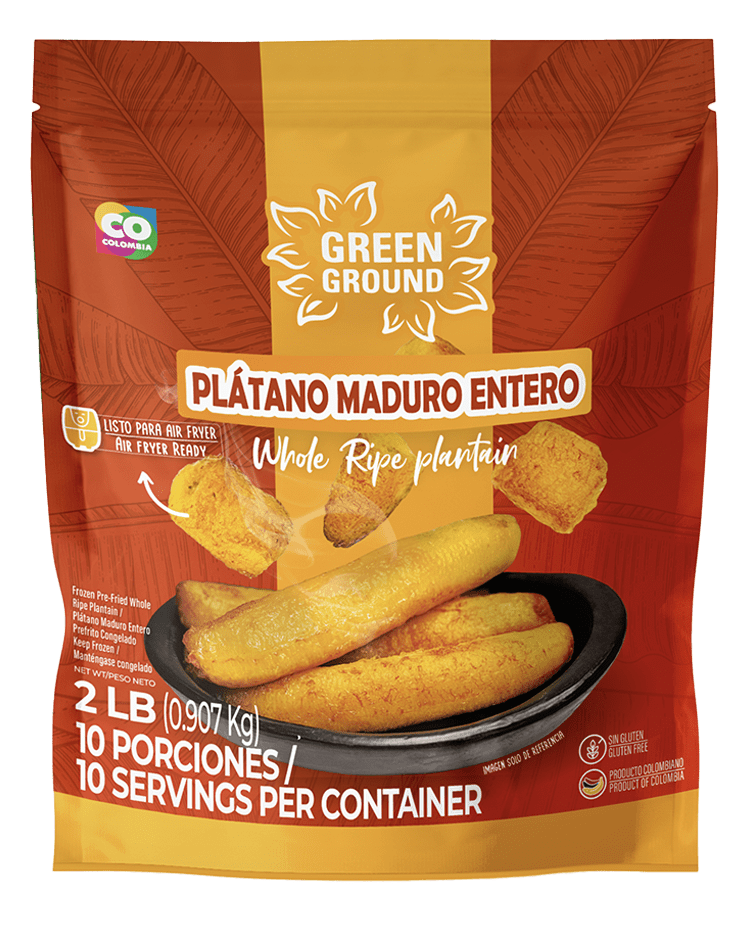 CO
COLOMBIA
GREEN
GROUND
PLÁTANO MADURO ENTERO
Whole Ripe plantain
LISTO PARA AIR FRYER
AIR FRYER READY
Frozen Pre-Fried Whole
Ripe Plantain /
Plátano Maduro Entero
Prefrito Congelado
Keep Frozen /
Manténgase congelado
NET WT/PESO NETO
2 LB (0.907 Kg)
10 PORCIONES /
10 SERVINGS PER CONTAINER
IMAGEN SOLO DE REFERENCIA
SIN GLUTEN
GLUTEN FREE
PRODUCTO COLOMBIANO
PRODUCT OF COLOMBIA